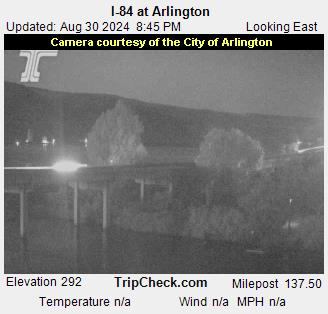 I-84 at Arlington
Updated: Aug 30 2024 8:45 PM Looking East
Camera courtesy of the City of Arlington
Elevation 292 TripCheck.com Milepost 137.50
Temperature n/a Wind n/a MPH n/a